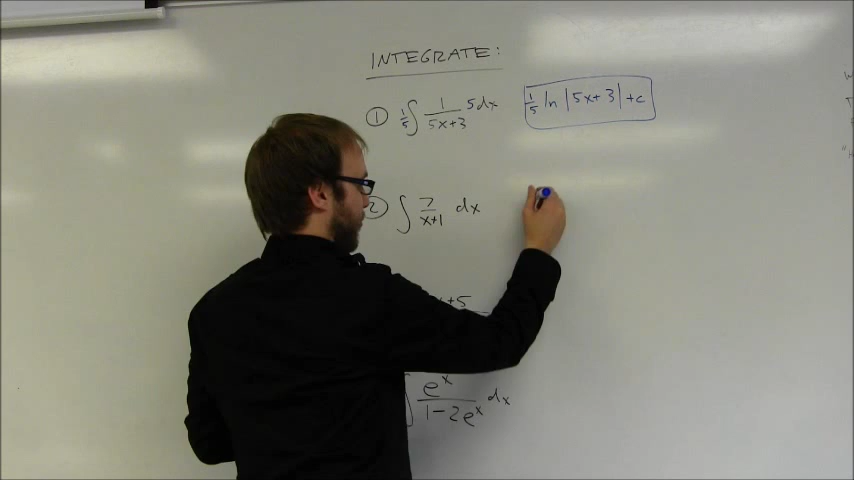 INTEGRATE:
① 1/5 ∫ 1/(5x+3) 5dx   1/5 ln |5x+3| + c
② ∫ 7/(x+1) dx
+5
∫ e^x/(1-2e^x) dx